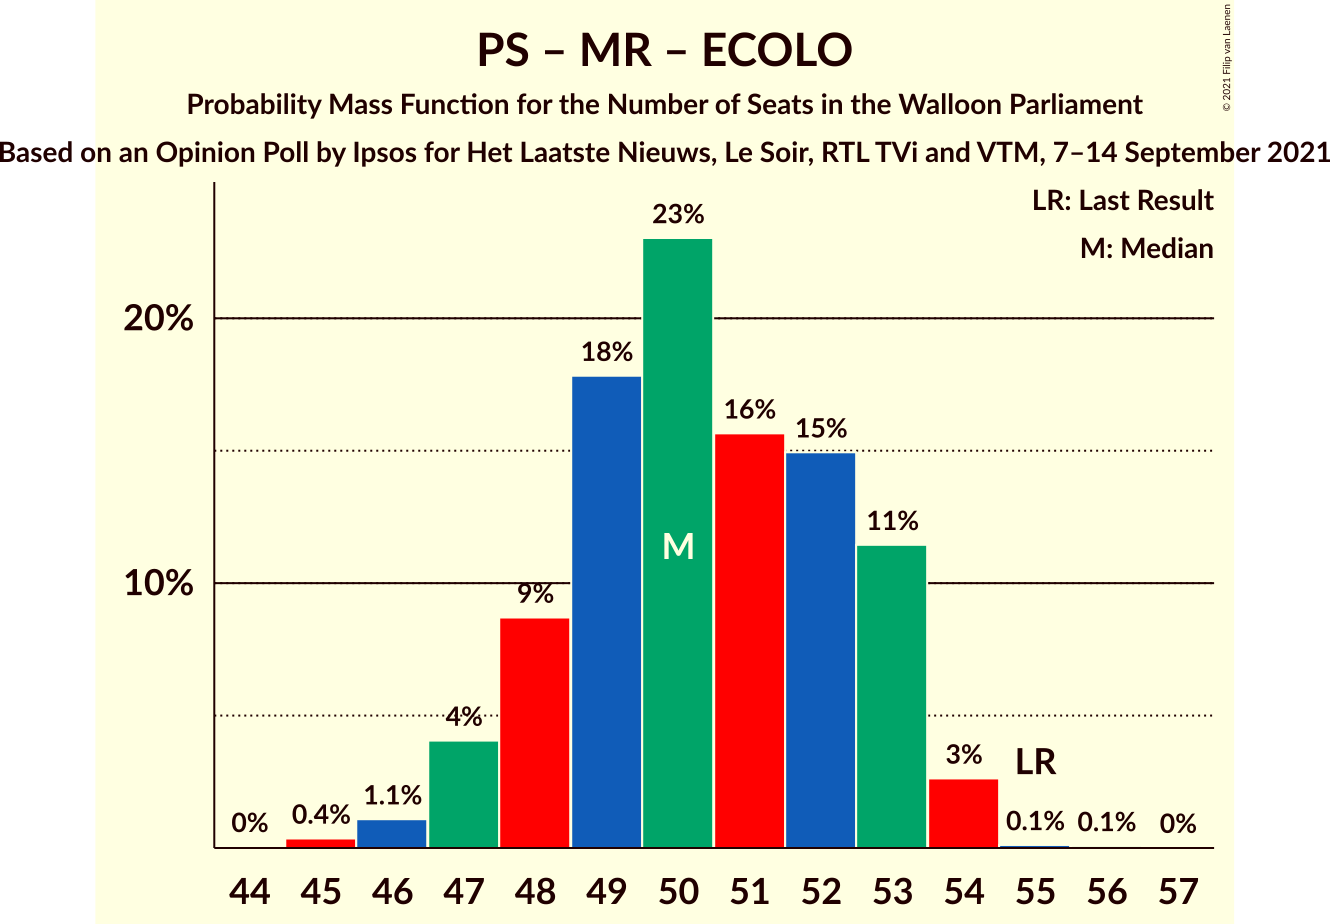 PS – MR – ECOLO
Probability Mass Function for the Number of Seats in the Walloon Parliament
Based on an Opinion Poll by Ipsos for Het Laatste Nieuws, Le Soir, RTL TVi and VTM, 7–14 September 2021
© 2021 Filip van Laenen
LR: Last Result
M: Median
20%
10%
0%
0.4%
1.1%
4%
9%
18%
23%
16%
15%
11%
3%
0.1%
0.1%
0%
M
LR
44 45 46 47 48 49 50 51 52 53 54 55 56 57